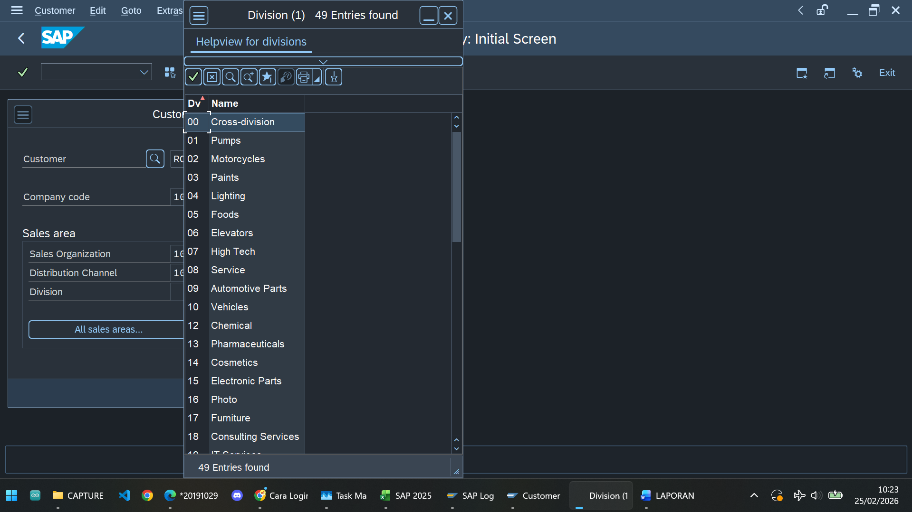 Customer Edit Goto Extras
Division (1) 49 Entries found
Helpview for divisions
SAP
y: Initial Screen
Exit
Custo
Customer
RC
Company code
10
Sales area
Sales Organization
10
Distribution Channel
10
Division
All sales areas...
Dv Name
00 Cross-division
01 Pumps
02 Motorcycles
03 Paints
04 Lighting
05 Foods
06 Elevators
07 High Tech
08 Service
09 Automotive Parts
10 Vehicles
12 Chemical
13 Pharmaceuticals
14 Cosmetics
15 Electronic Parts
16 Photo
17 Furniture
18 Consulting Services
19 IT Services
49 Entries found
CAPTURE
*20191029
Cara Logir
Task Ma
SAP 2025
SAP Log
Customer
Division (1
LAPORAN
10:23
25/02/2026